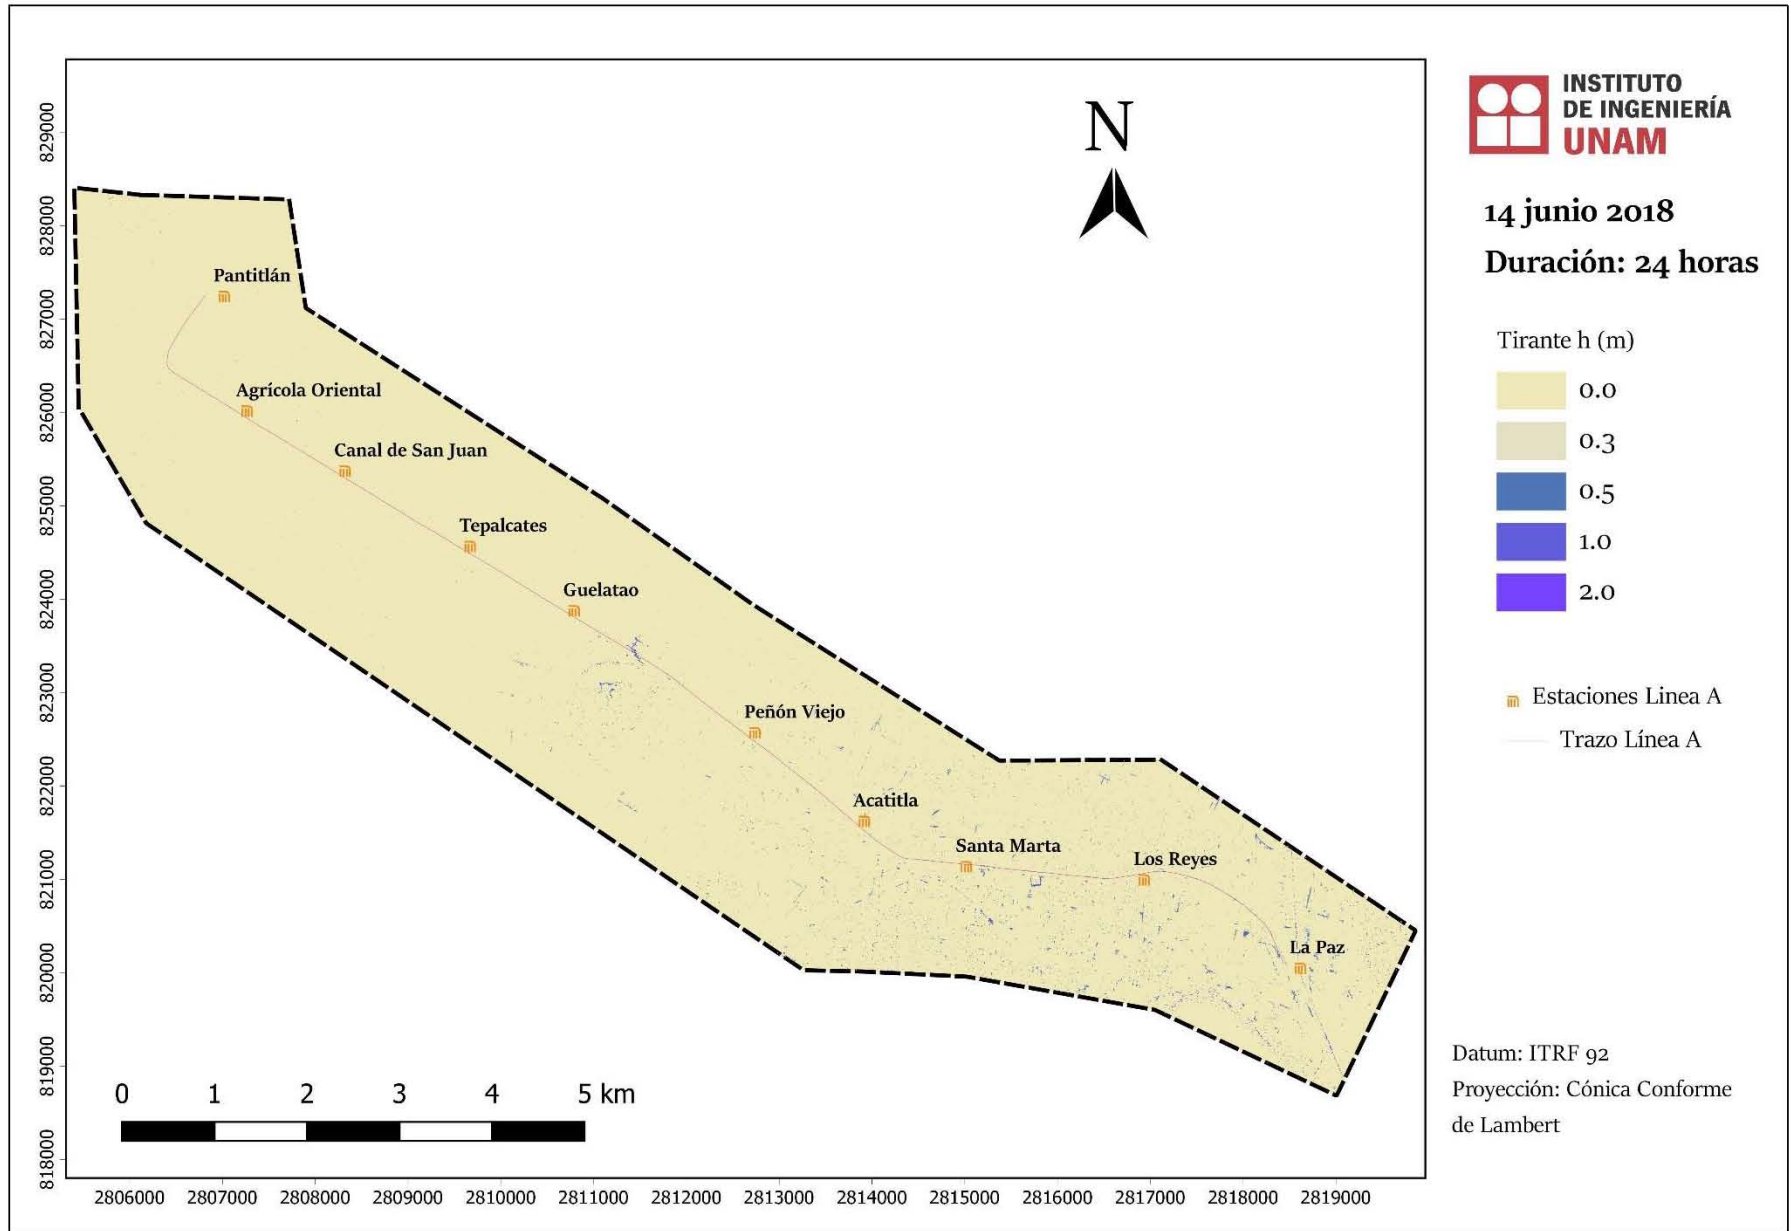 INSTITUTO
DE INGENIERÍA
UNAM
14 junio 2018
Duración: 24 horas
Tirante h (m)
0.0
0.3
0.5
1.0
2.0
Estaciones Linea A
Trazo Línea A
Datum: ITRF 92
Proyección: Cónica Conforme
de Lambert
N
Pantitlán
Agrícola Oriental
Canal de San Juan
Tepalcates
Guelatao
Peñón Viejo
Acatitla
Santa Marta
Los Reyes
La Paz
0 1 2 3 4 5 km
829000
828000
827000
826000
825000
824000
823000
822000
821000
820000
819000
818000
2806000 2807000 2808000 2809000 2810000 2811000 2812000 2813000 2814000 2815000 2816000 2817000 2818000 2819000